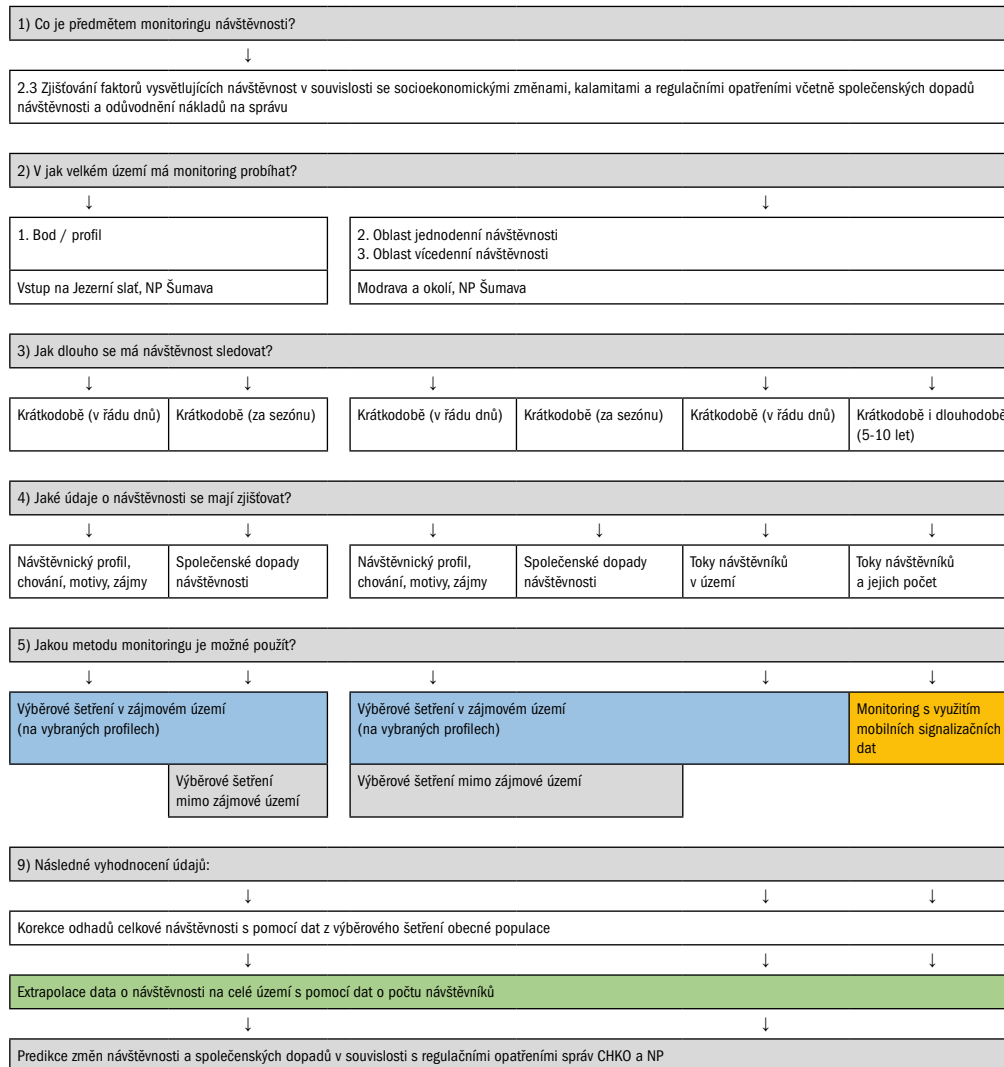 1) Co je předmětem monitoringu návštěvnosti?
↓
2.3 Zjišťování faktorů vysvětlujících návštěvnost v souvislosti se socioekonomickými změnami, kalamitami a regulačními opatřeními včetně společenských dopadů
návštěvnosti a odůvodnění nákladů na správu
2) V jak velkém území má monitoring probíhat?
↓ ↓
1. Bod / profil
2. Oblast jednodenní návštěvnosti
3. Oblast vícedenní návštěvnosti
Vstup na Jezerní slať, NP Šumava
Modrava a okolí, NP Šumava
3) Jak dlouho se má návštěvnost sledovat?
↓ ↓ ↓ ↓ ↓
Krátkodobě (v řádu dnů)
Krátkodobě (za sezónu)
Krátkodobě (v řádu dnů)
Krátkodobě (za sezónu)
Krátkodobě (v řádu dnů)
Krátkodobě i dlouhodobě
(5-10 let)
4) Jaké údaje o návštěvnosti se mají zjišťovat?
↓ ↓ ↓ ↓ ↓ ↓
Návštěvnický profil,
chování, motivy, zájmy
Společenské dopady
návštěvnosti
Návštěvnický profil,
chování, motivy, zájmy
Společenské dopady
návštěvnosti
Toky návštěvníků
v území
Toky návštěvníků
a jejich počet
5) Jakou metodu monitoringu je možné použít?
↓ ↓ ↓ ↓ ↓
Výběrové šetření v zájmovém území
(na vybraných profilech)
Výběrové šetření v zájmovém území
(na vybraných profilech)
Monitoring s využitím
mobilních signalizačních
dat
Výběrové šetření
mimo zájmové území
Výběrové šetření mimo zájmové území
9) Následné vyhodnocení údajů:
↓ ↓ ↓
Korekce odhadů celkové návštěvnosti s pomocí dat z výběrového šetření obecné populace
↓ ↓ ↓
Extrapolace data o návštěvnosti na celé území s pomocí dat o počtu návštěvníků
↓ ↓
Predikce změn návštěvnosti a společenských dopadů v souvislosti s regulačními opatřeními správ CHKO a NP